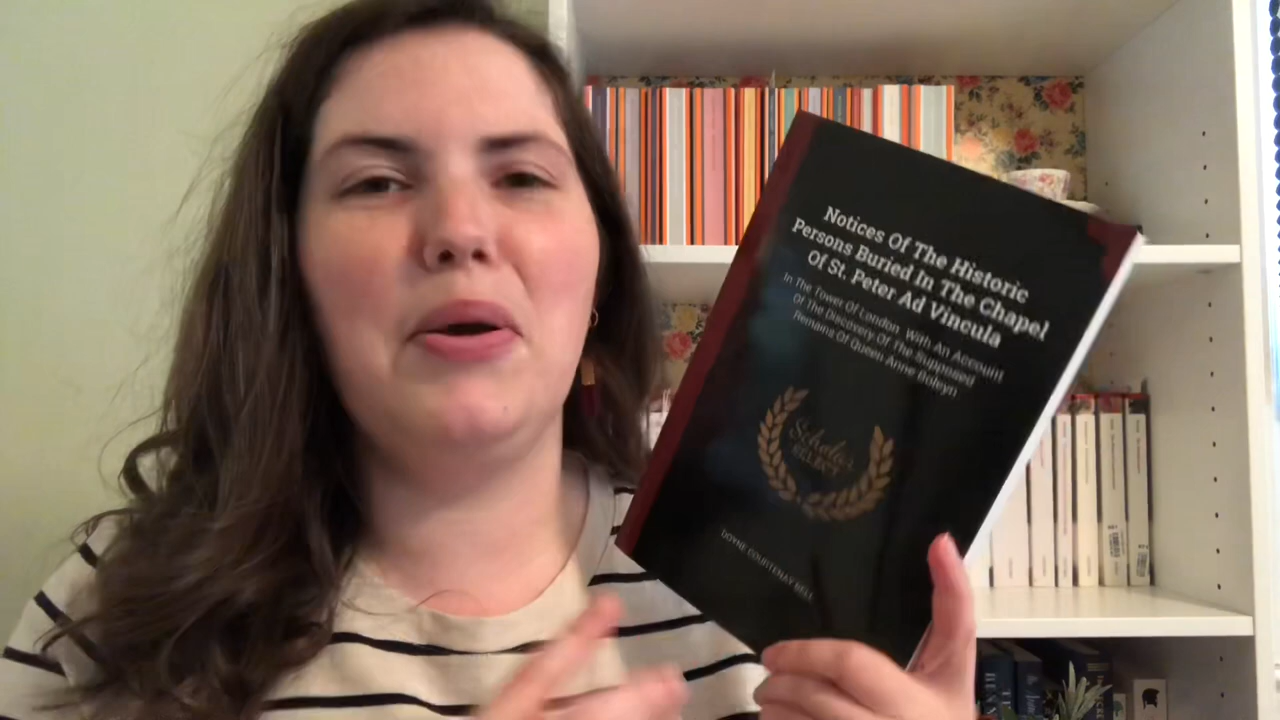 Notices Of The Historic
Persons Buried In The Chapel
Of St. Peter Ad Vincula
In The Tower Of London. With An Account
Of The Discovery Of The Supposed
Remains Of Queen Anne Boleyn
Scholar
SELECT
DOYNE COURTENAY BELL